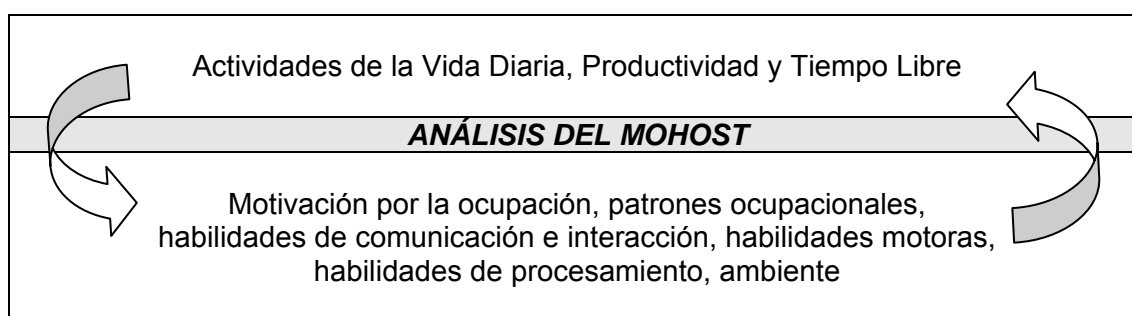 Actividades de la Vida Diaria, Productividad y Tiempo Libre
ANÁLISIS DEL MOHOST
Motivación por la ocupación, patrones ocupacionales,
habilidades de comunicación e interacción, habilidades motoras,
habilidades de procesamiento, ambiente